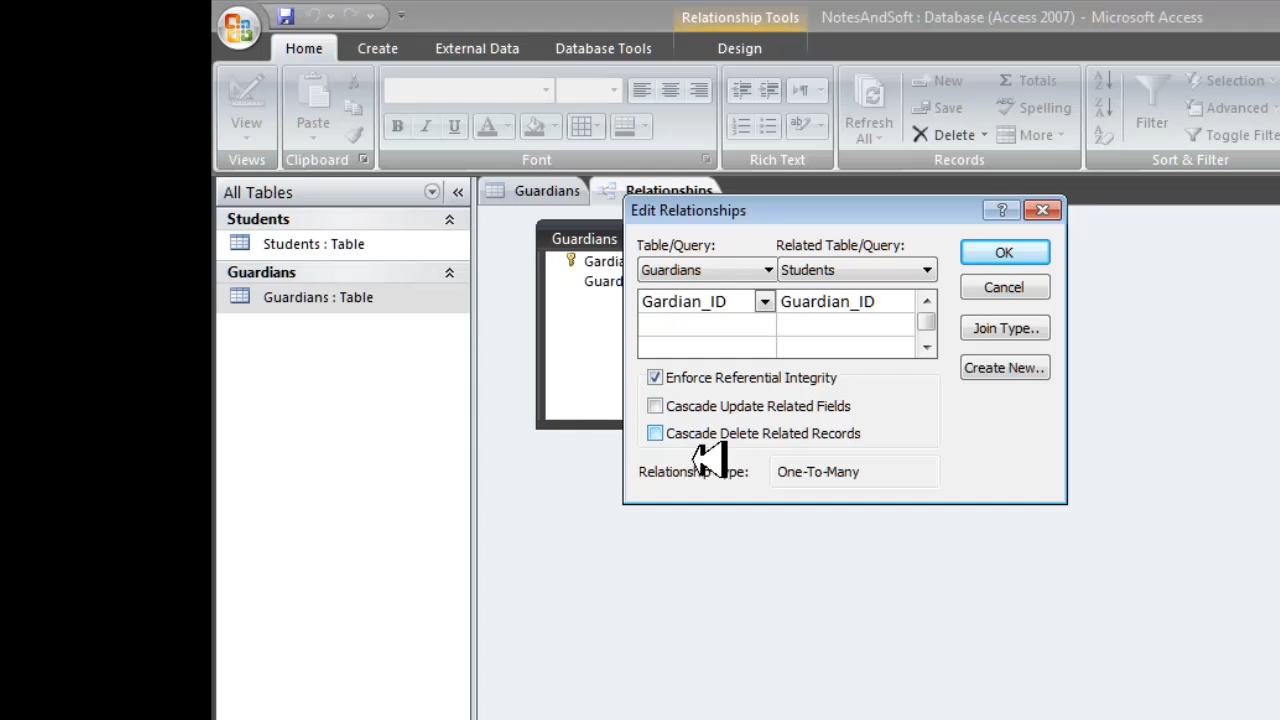 Relationship Tools
NotesAndSoft : Database (Access 2007) - Microsoft Access
Home
Create
External Data
Database Tools
Design
View
Views
Paste
Clipboard
B I U
A
Font
Rich Text
Refresh
All
New
Save
Delete
Totals
Spelling
More
Records
Filter
Selection
Advanced
Toggle
Sort & Filter
All Tables
Students
Students : Table
Guardians
Guardians : Table
Guardians
Relationships
Guardians
Edit Relationships
Table/Query:
Related Table/Query:
Guardians
Students
Gardian_ID
Guardian_ID
Enforce Referential Integrity
Cascade Update Related Fields
Cascade Delete Related Records
Relationship Type:
One-To-Many
OK
Cancel
Join Type..
Create New..